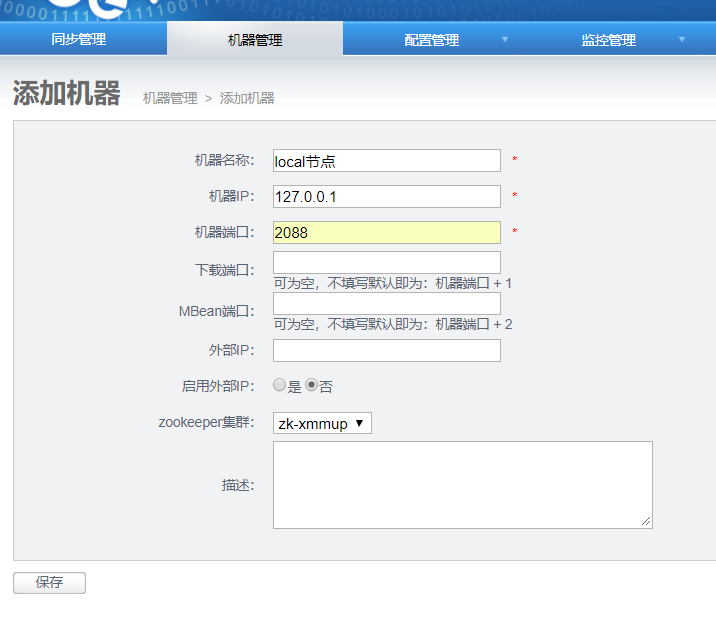 00001111111111110011
同步管理 机器管理 配置管理 监控管理
添加机器 机器管理 > 添加机器
机器名称： local节点 *
机器IP： 127.0.0.1 *
机器端口： 2088 *
下载端口：
可为空，不填写默认即为：机器端口 + 1
MBean端口：
可为空，不填写默认即为：机器端口 + 2
外部IP：
启用外部IP： 是 否
zookeeper集群： zk-xmmup
描述：
保存